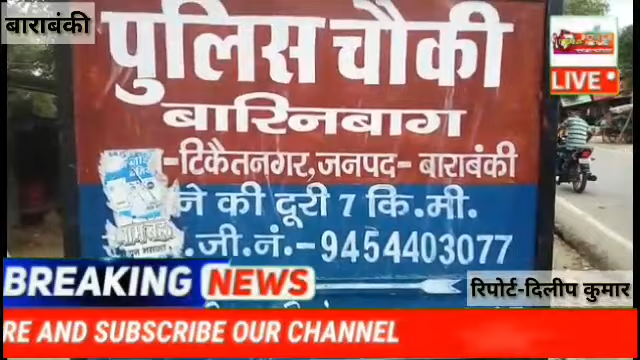 बाराबंकी
पुलिस चौकी
बारिनबाग
-टिकैतनगर,जनपद- बाराबंकी
ने की दूरी 7 कि.मी.
.जी.नं.-9454403077
LIVE
BREAKING NEWS
रिपोर्ट-दिलीप कुमार
RE AND SUBSCRIBE OUR CHANNEL